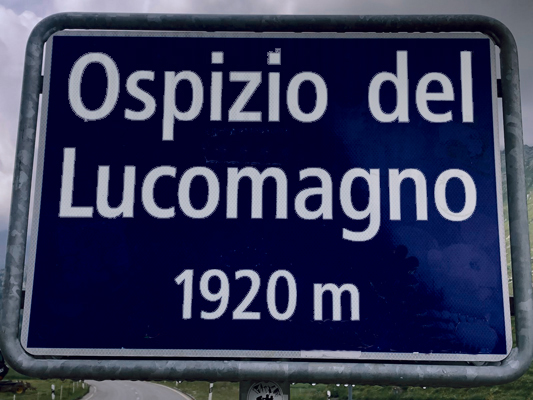 Ospizio del
Lucomagno
1920 m